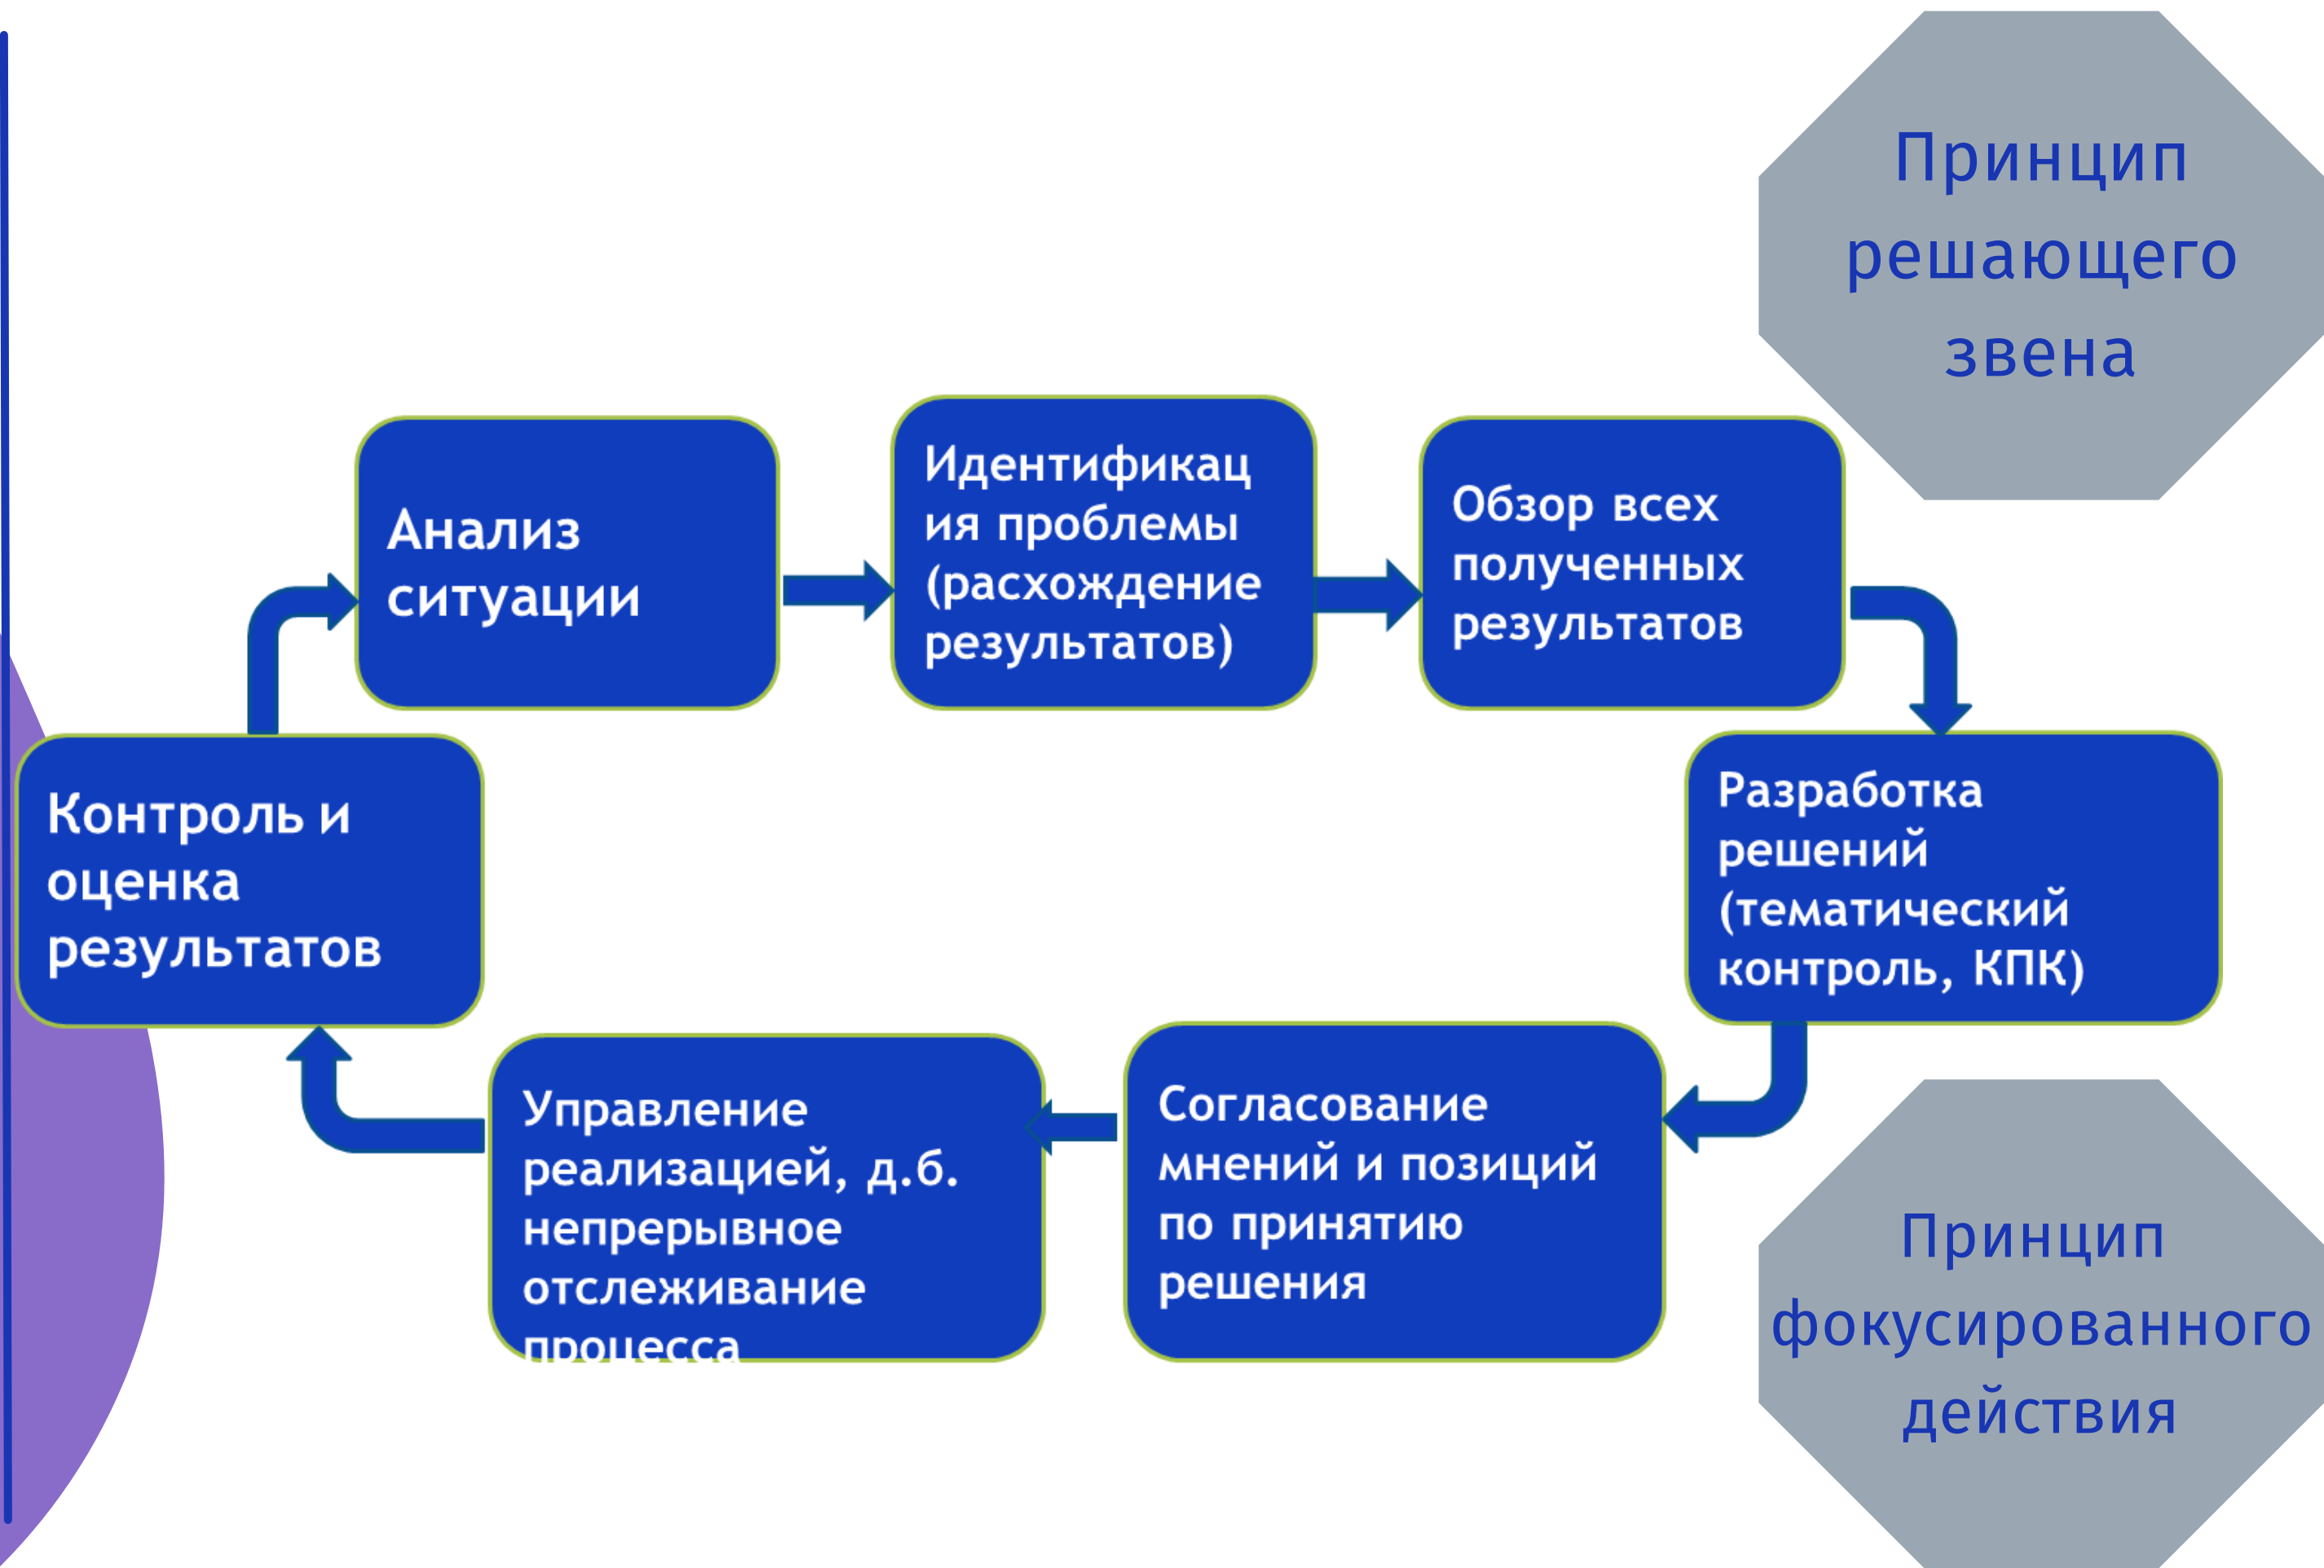 Принцип
решающего
звена
Анализ
ситуации
Идентификац
ия проблемы
(расхождение
результатов)
Обзор всех
полученных
результатов
Разработка
решений
(тематический
контроль, КПК)
Согласование
мнений и позиций
по принятию
решения
Управление
реализацией, д.б.
непрерывное
отслеживание
процесса
Контроль и
оценка
результатов
Принцип
фокусированного
действия